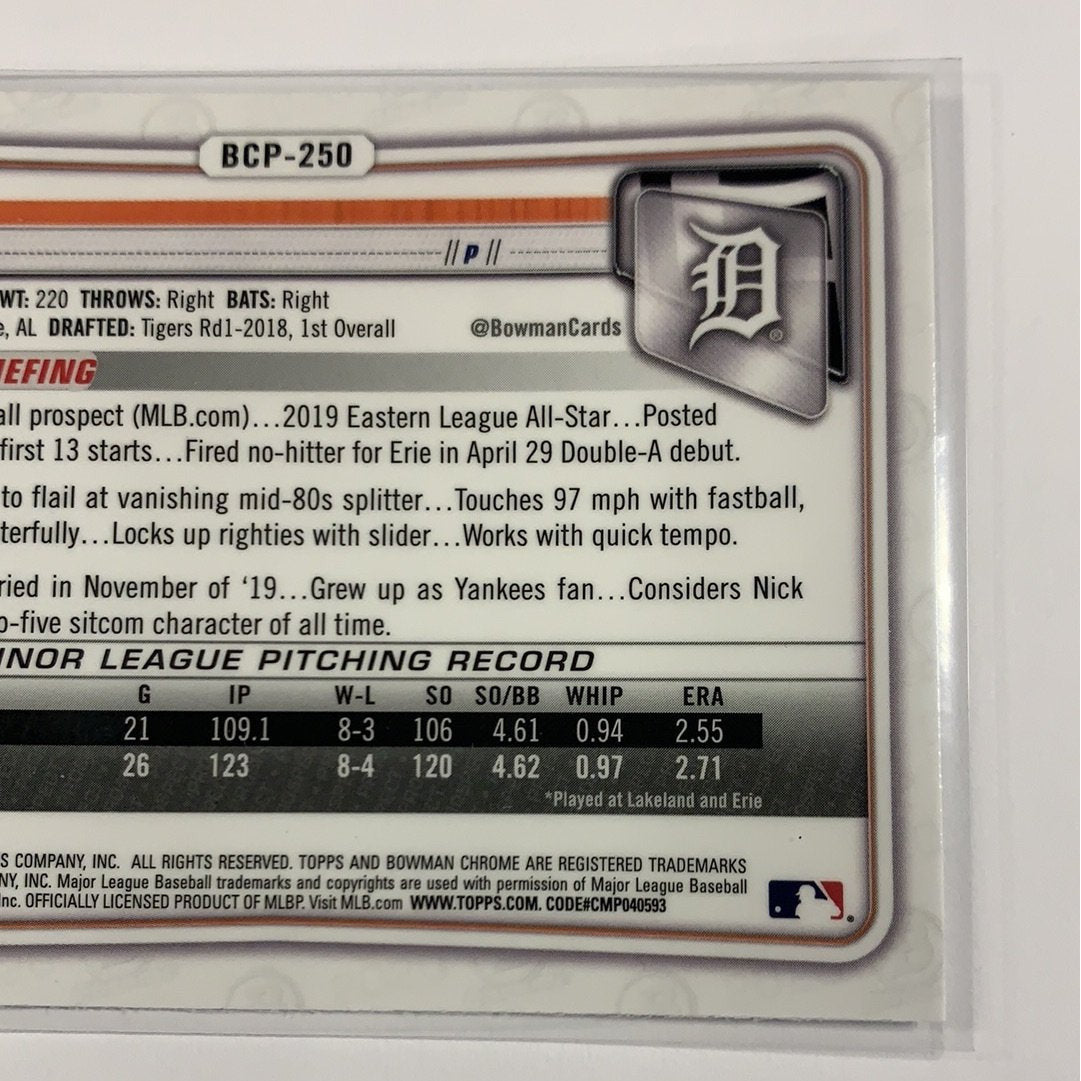 BCP-250
// P //
WT: 220 THROWS: Right BATS: Right
AL DRAFTED: Tigers Rd1-2018, 1st Overall @BowmanCards
D
®
prospect (MLB.com)...2019 Eastern League All-Star...Posted
first 13 starts...Fired no-hitter for Erie in April 29 Double-A debut.
to flail at vanishing mid-80s splitter...Touches 97 mph with fastball,
...Locks up righties with slider...Works with quick tempo.
in November of ‘19...Grew up as Yankees fan...Considers Nick
-five sitcom character of all time.
LEAGUE PITCHING RECORD
G IP W-L SO SO/BB WHIP ERA
21 109.1 8-3 106 4.61 0.94 2.55
26 123 8-4 120 4.62 0.97 2.71
*Played at Lakeland and Erie
COMPANY, INC. ALL RIGHTS RESERVED. TOPPS AND BOWMAN CHROME ARE REGISTERED TRADEMARKS
INC. Major League Baseball trademarks and copyrights are used with permission of Major League Baseball
Inc. OFFICIALLY LICENSED PRODUCT OF MLBP. Visit MLB.com WWW.TOPPS.COM. CODE#CMP040593
®